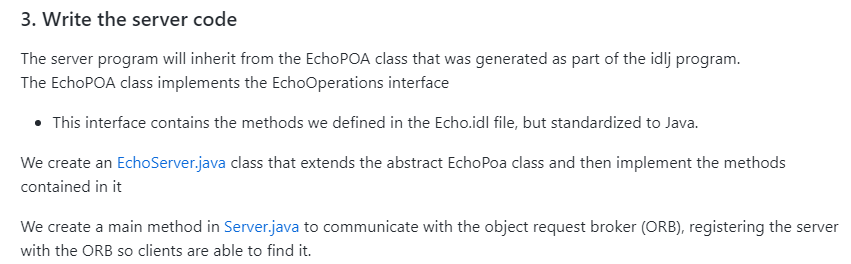 3. Write the server code
The server program will inherit from the EchoPOA class that was generated as part of the idlj program.
The EchoPOA class implements the EchoOperations interface
• This interface contains the methods we defined in the Echo.idl file, but standardized to Java.
We create an EchoServer.java class that extends the abstract EchoPoa class and then implement the methods
contained in it
We create a main method in Server.java to communicate with the object request broker (ORB), registering the server
with the ORB so clients are able to find it.